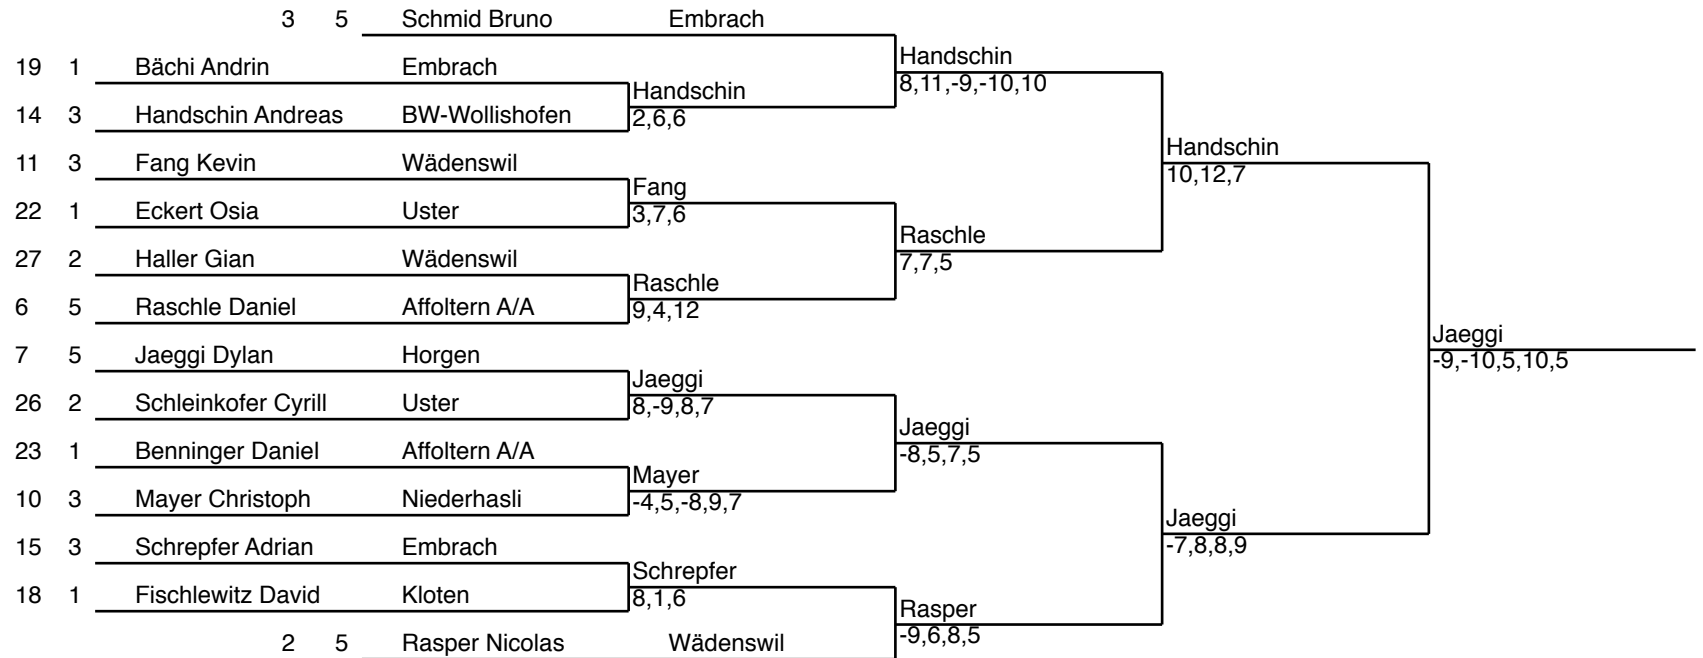 3 5 Schmid Bruno Embrach
Handschin
19 1 Bächi Andrin Embrach
8,11,-9,-10,10
Handschin
14 3 Handschin Andreas BW-Wollishofen
2,6,6
Handschin
11 3 Fang Kevin Wädenswil
10,12,7
Fang
22 1 Eckert Osia Uster
3,7,6
Raschle
27 2 Haller Gian Wädenswil
7,7,5
Raschle
6 5 Raschle Daniel Affoltern A/A
9,4,12
Jaeggi
7 5 Jaeggi Dylan Horgen
-9,-10,5,10,5
Jaeggi
26 2 Schleinkofer Cyrill Uster
8,-9,8,7
Jaeggi
23 1 Benninger Daniel Affoltern A/A
-8,5,7,5
Mayer
10 3 Mayer Christoph Niederhasli
-4,5,-8,9,7
Jaeggi
15 3 Schrepfer Adrian Embrach
-7,8,8,9
Schrepfer
18 1 Fischlewitz David Kloten
8,1,6
Rasper
2 5 Rasper Nicolas Wädenswil
-9,6,8,5